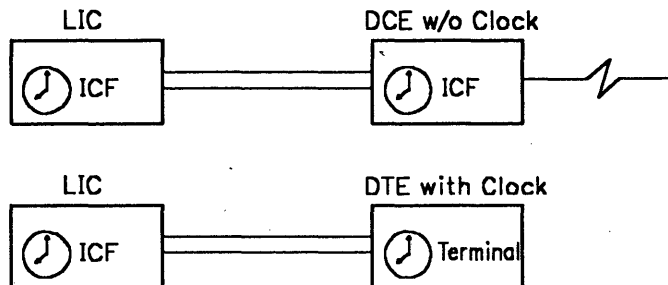 LIC
DCE w/o Clock
ICF
ICF
LIC
DTE with Clock
ICF
Terminal